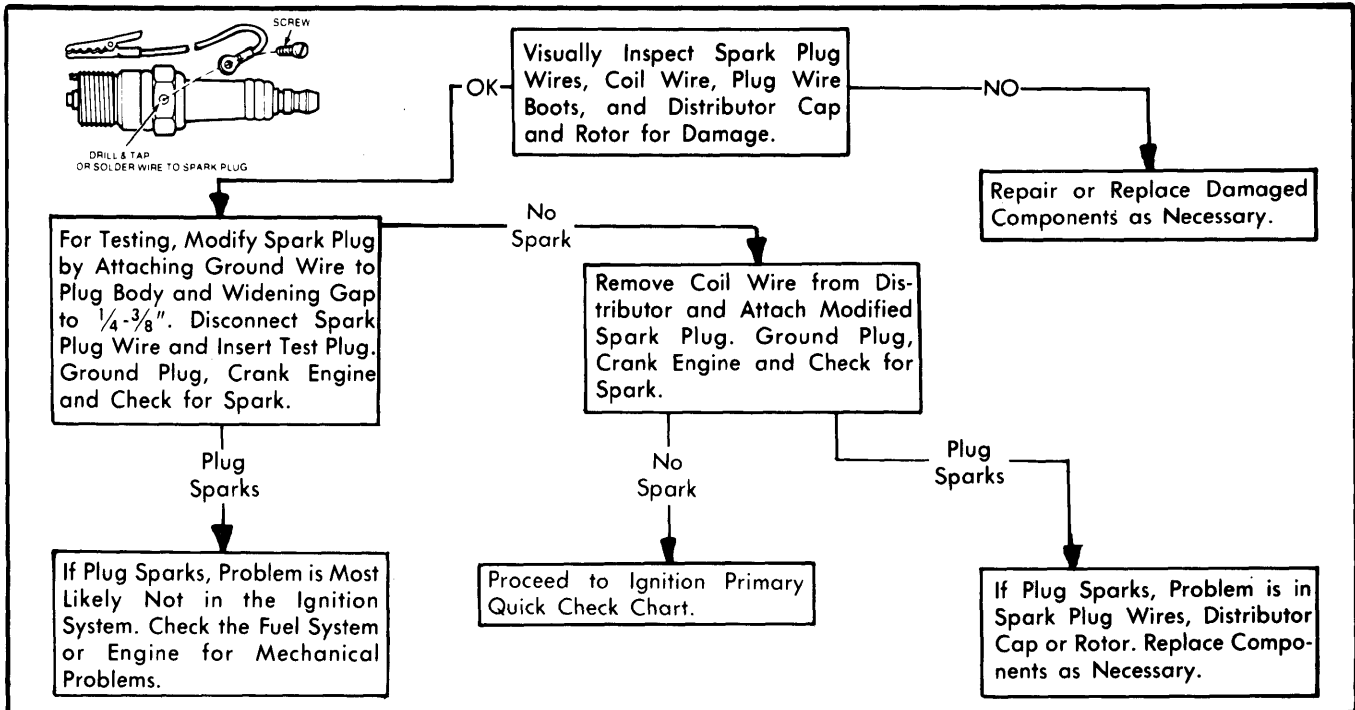 SCREW
DRILL & TAP
OR SOLDER WIRE TO SPARK PLUG
Visually Inspect Spark Plug
Wires, Coil Wire, Plug Wire
Boots, and Distributor Cap
and Rotor for Damage.
OK
NO
Repair or Replace Damaged
Components as Necessary.
For Testing, Modify Spark Plug
by Attaching Ground Wire to
Plug Body and Widening Gap
to 1/4-3/8". Disconnect Spark
Plug Wire and Insert Test Plug.
Ground Plug, Crank Engine
and Check for Spark.
No
Spark
Remove Coil Wire from Dis-
tributor and Attach Modified
Spark Plug. Ground Plug,
Crank Engine and Check for
Spark.
Plug
Sparks
No
Spark
Plug
Sparks
If Plug Sparks, Problem is Most
Likely Not in the Ignition
System. Check the Fuel System
or Engine for Mechanical
Problems.
Proceed to Ignition Primary
Quick Check Chart.
If Plug Sparks, Problem is in
Spark Plug Wires, Distributor
Cap or Rotor. Replace Compo-
nents as Necessary.